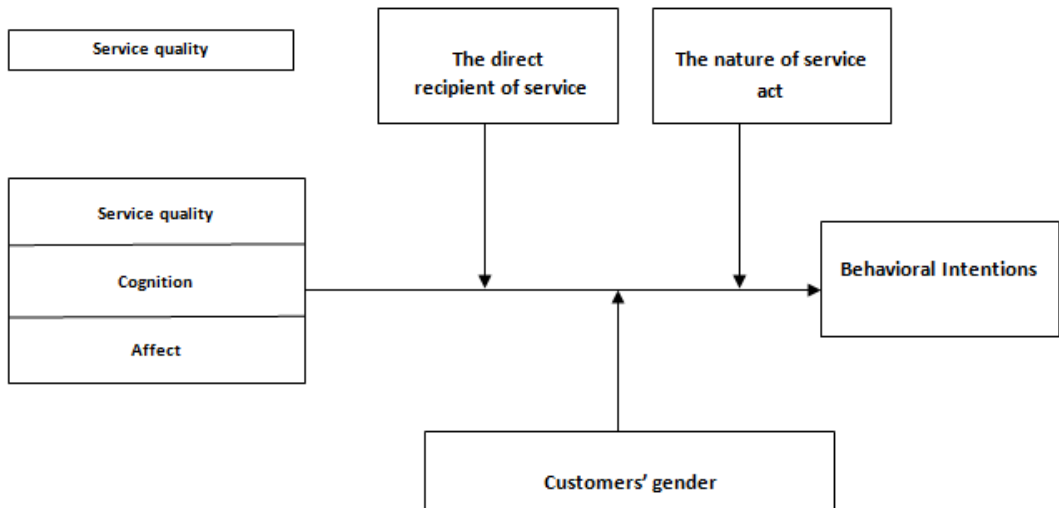 Service quality
The direct
recipient of service
The nature of service
act
Service quality
Cognition
Affect
Behavioral Intentions
Customers’ gender